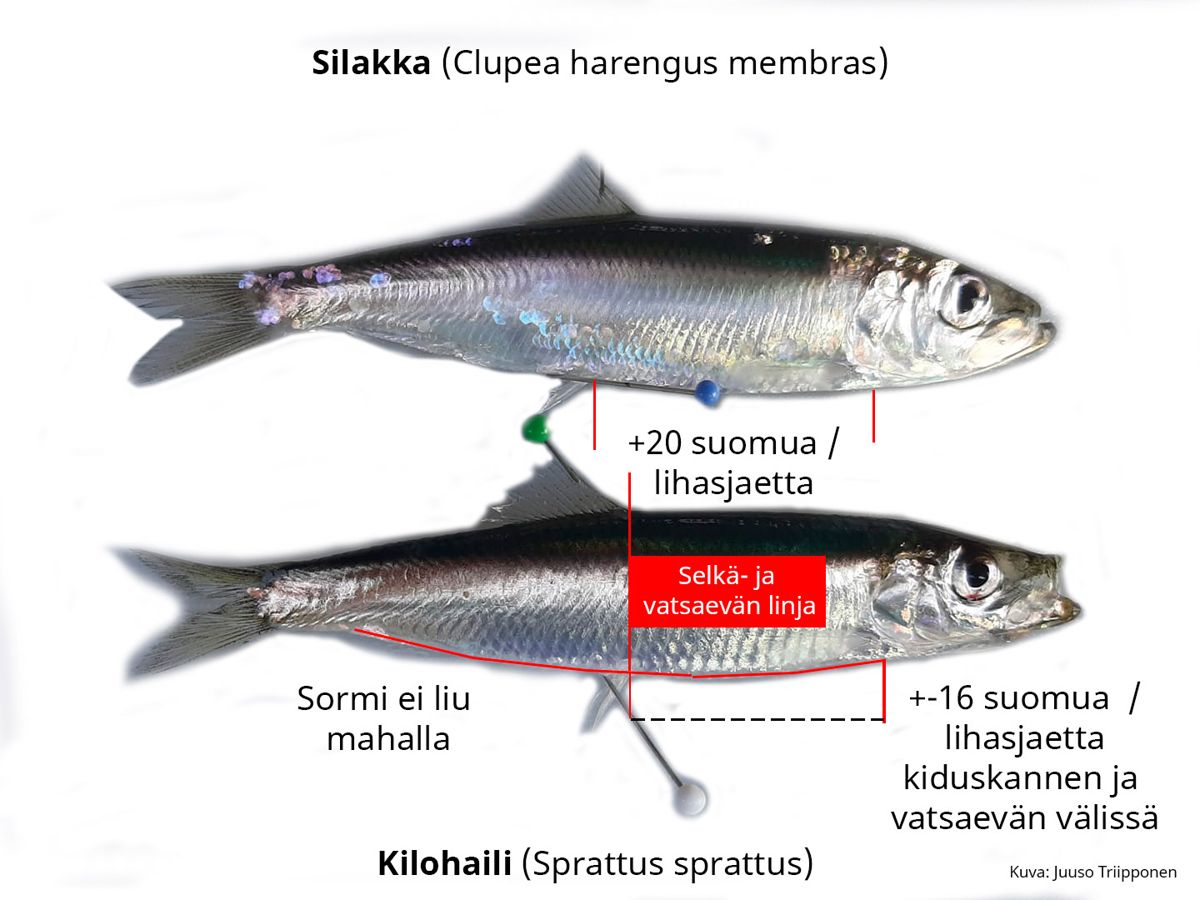 Silakka (Clupea harengus membras)
+20 suomua /
lihasjaetta
Selkä- ja
vatsaevän linja
Sormi ei liu
mahalla
+-16 suomua /
lihasjaetta
kiduskannen ja
vatsaevän välissä
Kilohaili (Sprattus sprattus)
Kuva: Juuso Triipponen